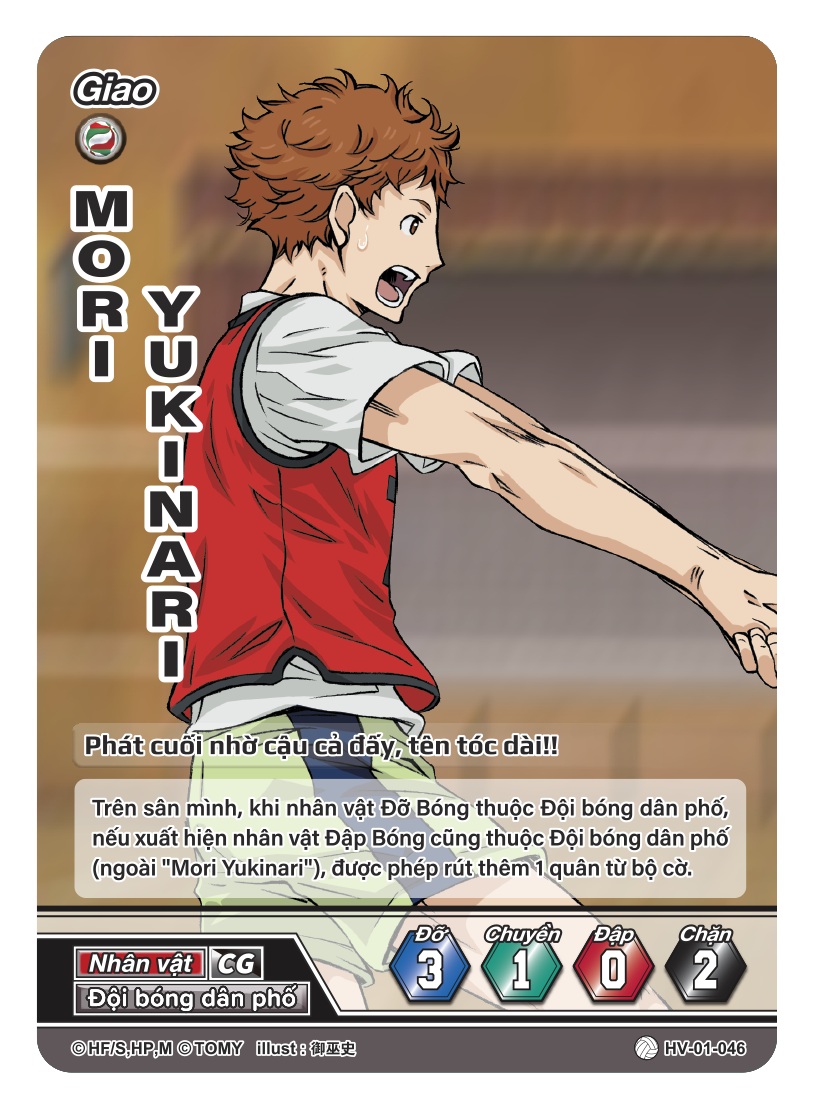 Giao
MORI
YUKINARI
Phát cuối nhờ cậu cả đấy, tên tóc dài!!
Trên sân mình, khi nhân vật Đỡ Bóng thuộc Đội bóng dân phố,
nếu xuất hiện nhân vật Đập Bóng cũng thuộc Đội bóng dân phố
(ngoài "Mori Yukinari"), được phép rút thêm 1 quân từ bộ cờ.
Đỡ Chuyền Đập Chặn
3 1 0 2
Nhân vật CG
Đội bóng dân phố
©HF/S,HP,M ©TOMY illust : 御巫史 HV-01-046